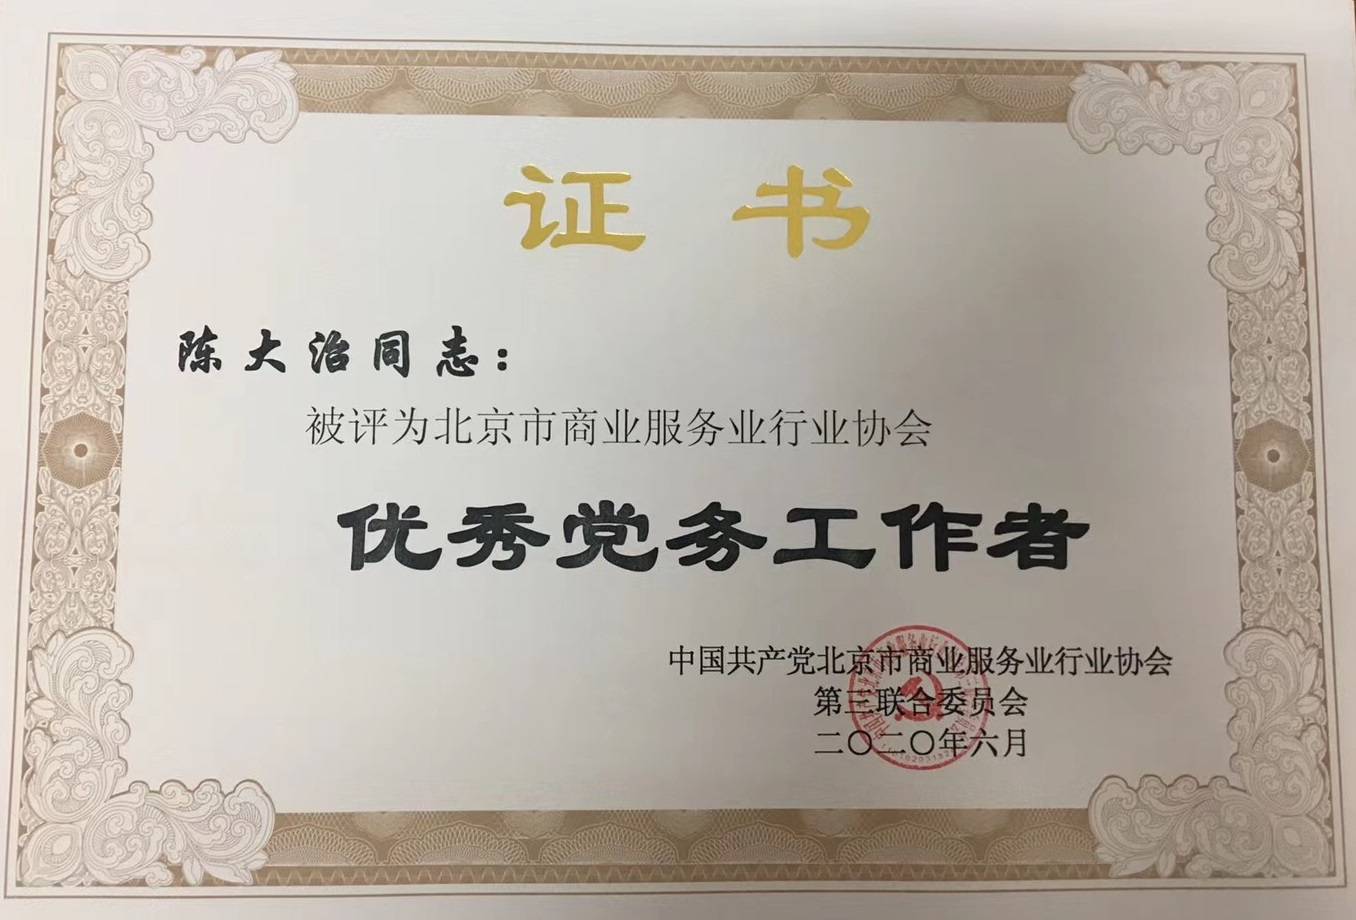 证书
陈大治同志：
被评为北京市商业服务业行业协会
优秀党务工作者
中国共产党北京市商业服务业行业协会
第三联合委员会
二〇二〇年六月